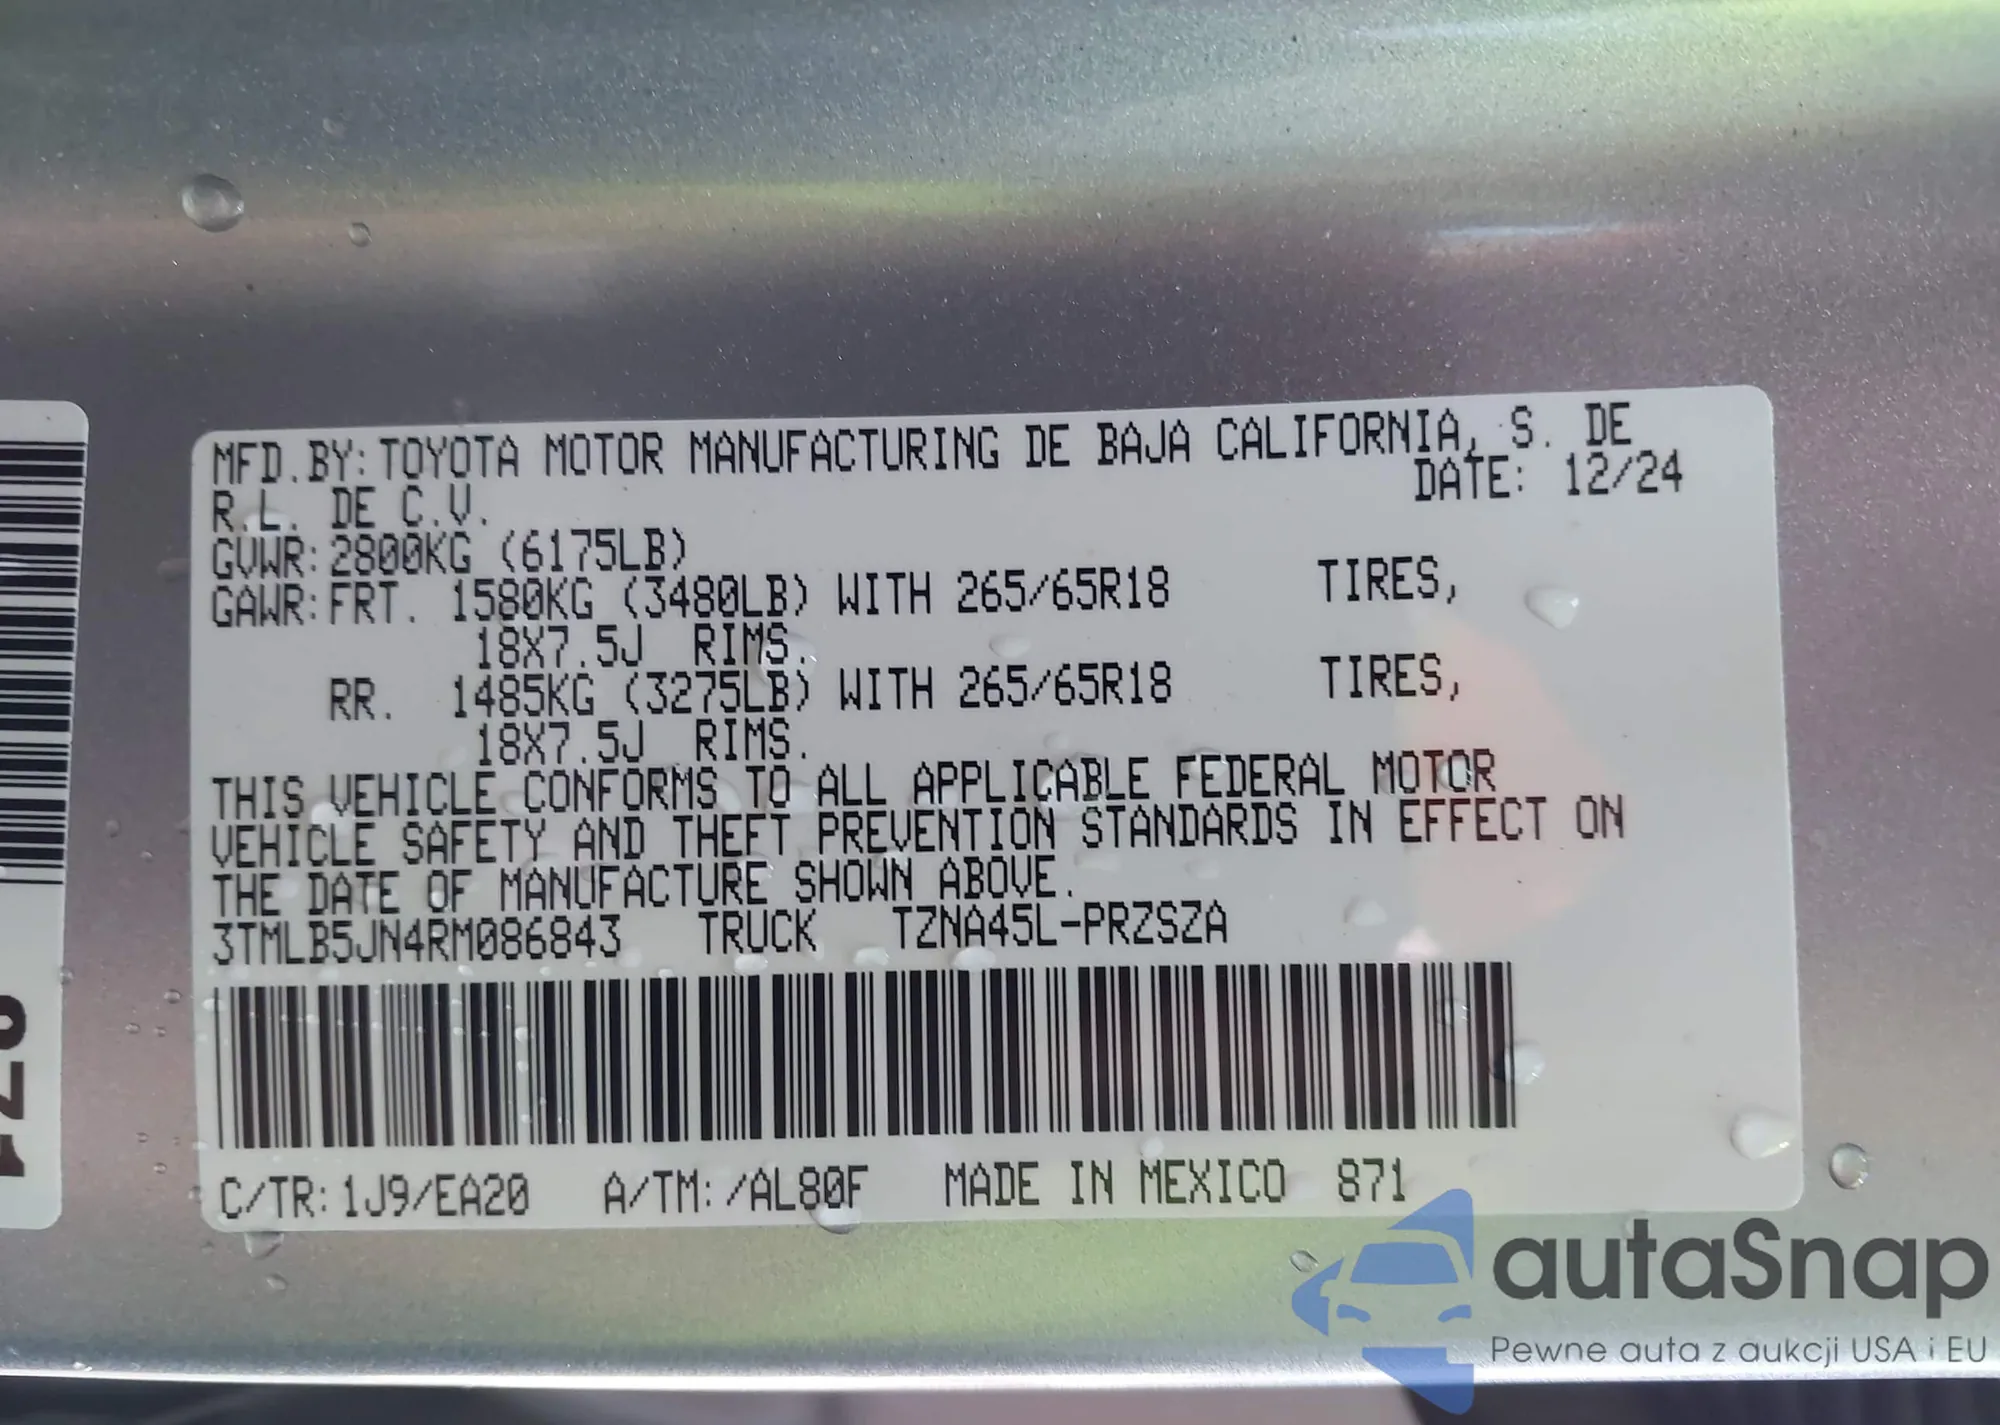 MFD.BY:TOYOTA MOTOR MANUFACTURING DE BAJA CALIFORNIA, S. DE
R.L. DE C.V.
DATE: 12/24
GVWR:2800KG (6175LB)
GAWR:FRT. 1580KG (3480LB) WITH 265/65R18 TIRES,
18X7.5J RIMS.
RR. 1485KG (3275LB) WITH 265/65R18 TIRES,
18X7.5J RIMS.
THIS VEHICLE CONFORMS TO ALL APPLICABLE FEDERAL MOTOR
VEHICLE SAFETY AND THEFT PREVENTION STANDARDS IN EFFECT ON
THE DATE OF MANUFACTURE SHOWN ABOVE.
3TMLB5JN4RM086843 TRUCK TZNA45L-PRZSZA
C/TR:1J9/EA20 A/TM:/AL80F MADE IN MEXICO 871
autaSnap
Pewne auta z aukcji USA i EU